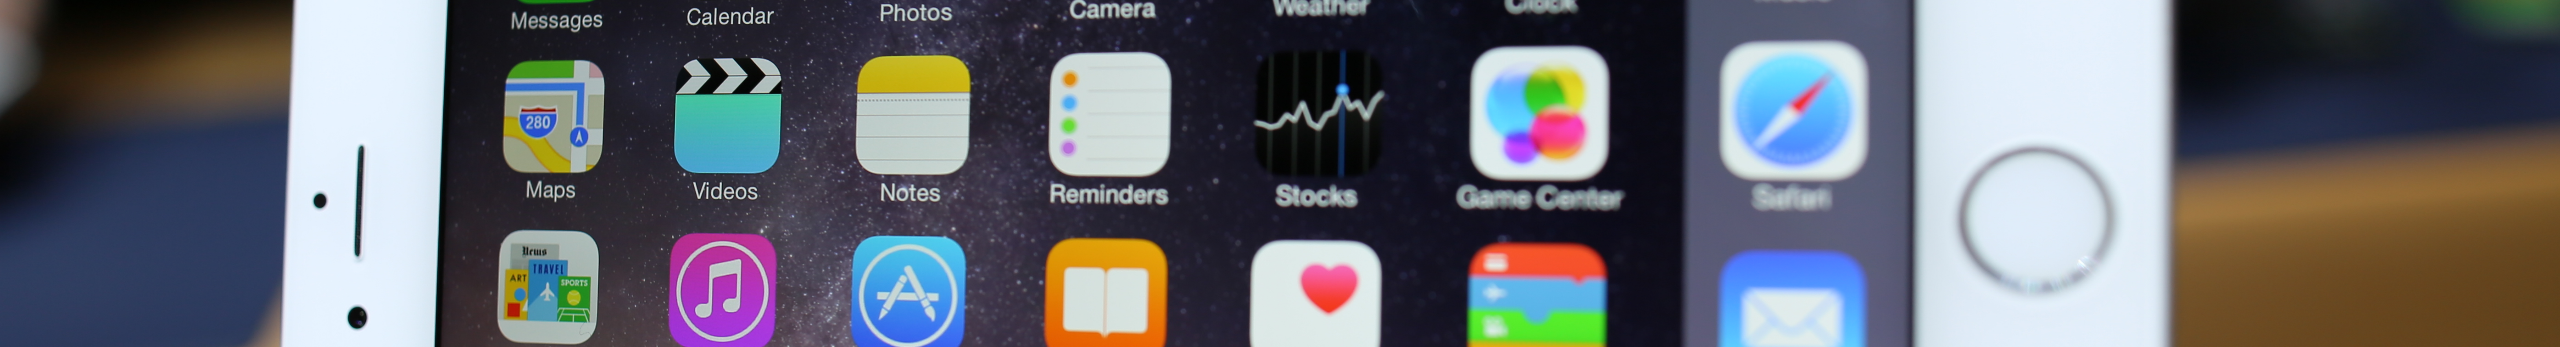 Messages
Calendar
Photos
Camera
Weather
Clock
280
Maps
Videos
Notes
Reminders
Stocks
Game Center
Safari
News
ART
TRAVEL
SPORTS